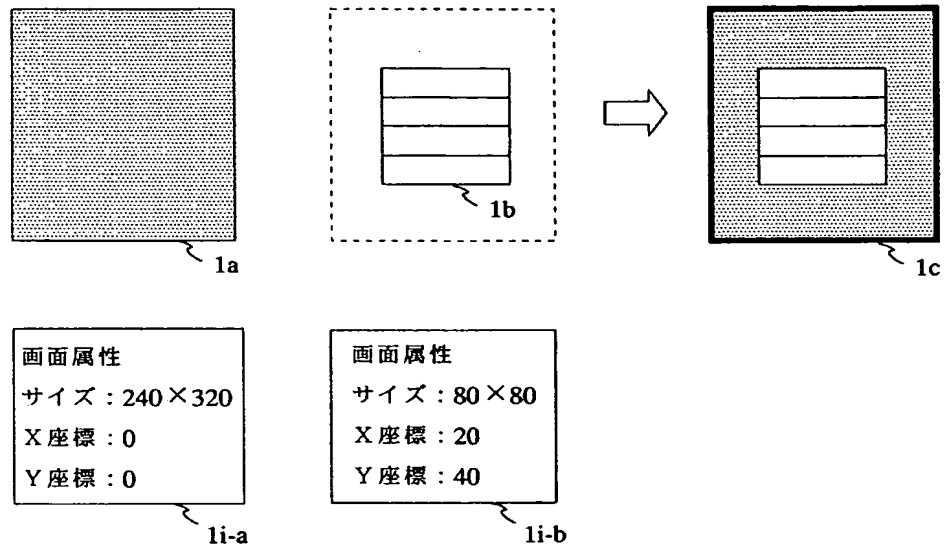 1a
1b
1c
画面属性
サイズ：240×320
X座標：0
Y座標：0
1i-a
画面属性
サイズ：80×80
X座標：20
Y座標：40
1i-b